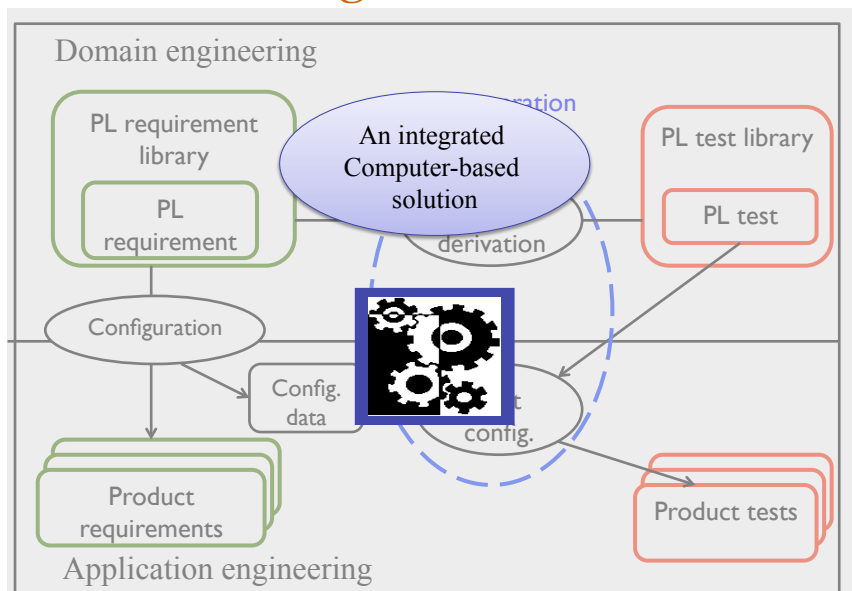 Domain engineering
PL requirement
library
PL
requirement
An integrated
Computer-based
solution
derivation
PL test library
PL test
Configuration
Config.
data
config.
Product
requirements
Product tests
Application engineering